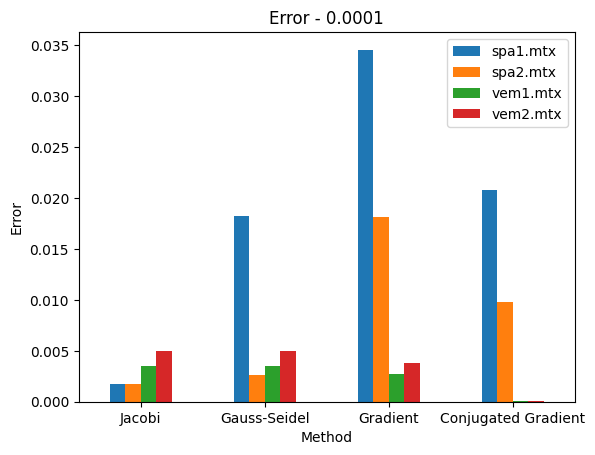 Error - 0.0001
spa1.mtx
spa2.mtx
vem1.mtx
vem2.mtx
Error
0.035
0.030
0.025
0.020
0.015
0.010
0.005
0.000
Jacobi Gauss-Seidel Gradient Conjugated Gradient
Method